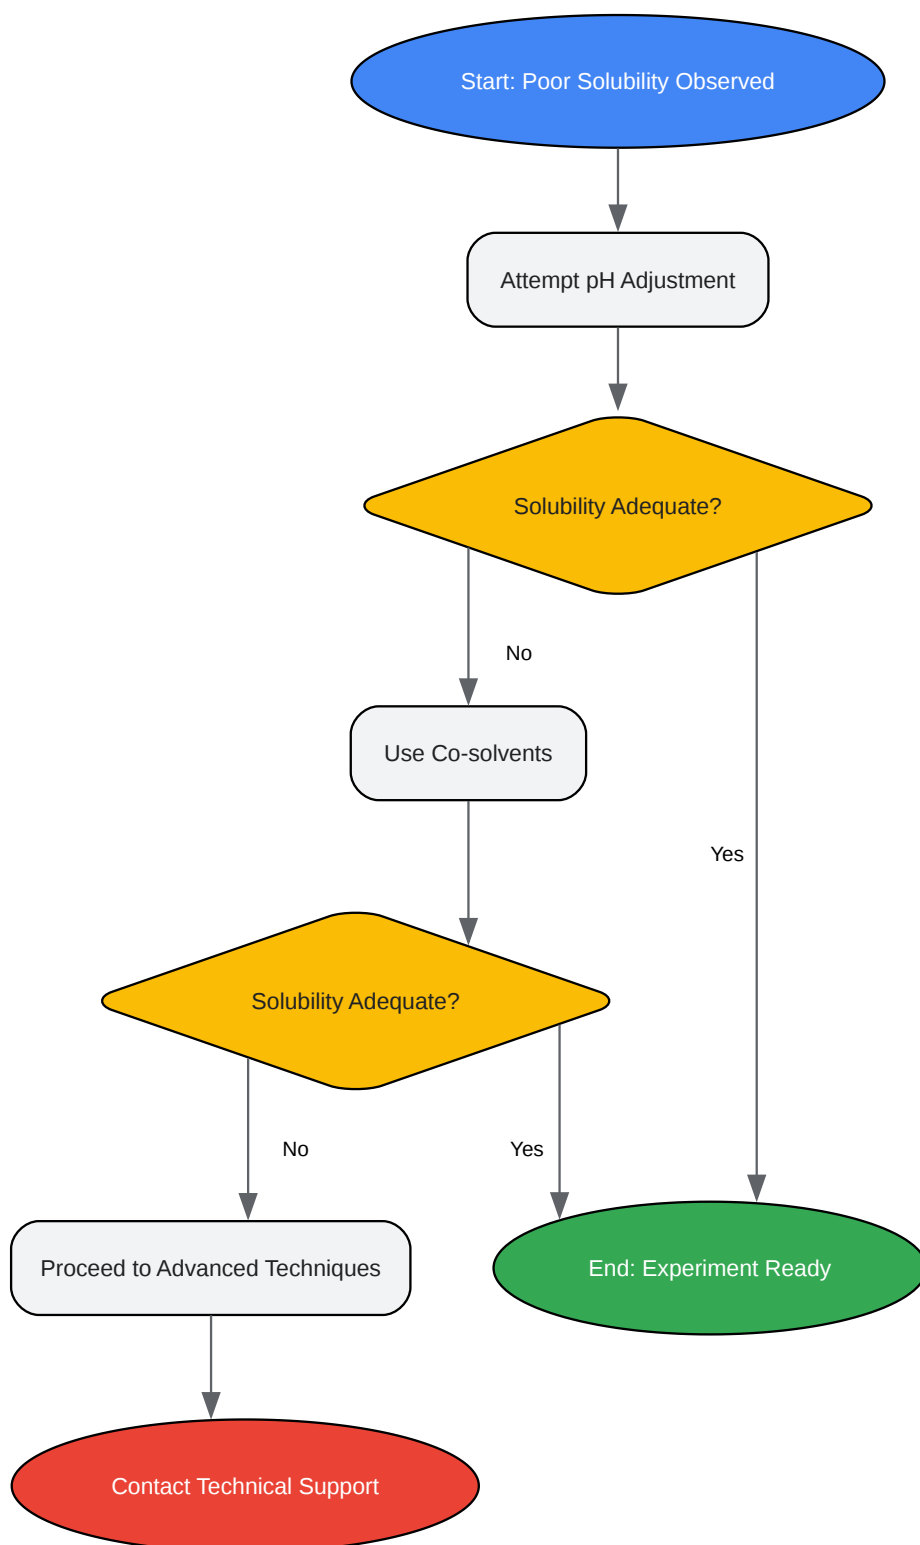 Start: Poor Solubility Observed
Attempt pH Adjustment
Solubility Adequate?
No
Use Co-solvents
Yes
Solubility Adequate?
No
Yes
Proceed to Advanced Techniques
End: Experiment Ready
Contact Technical Support